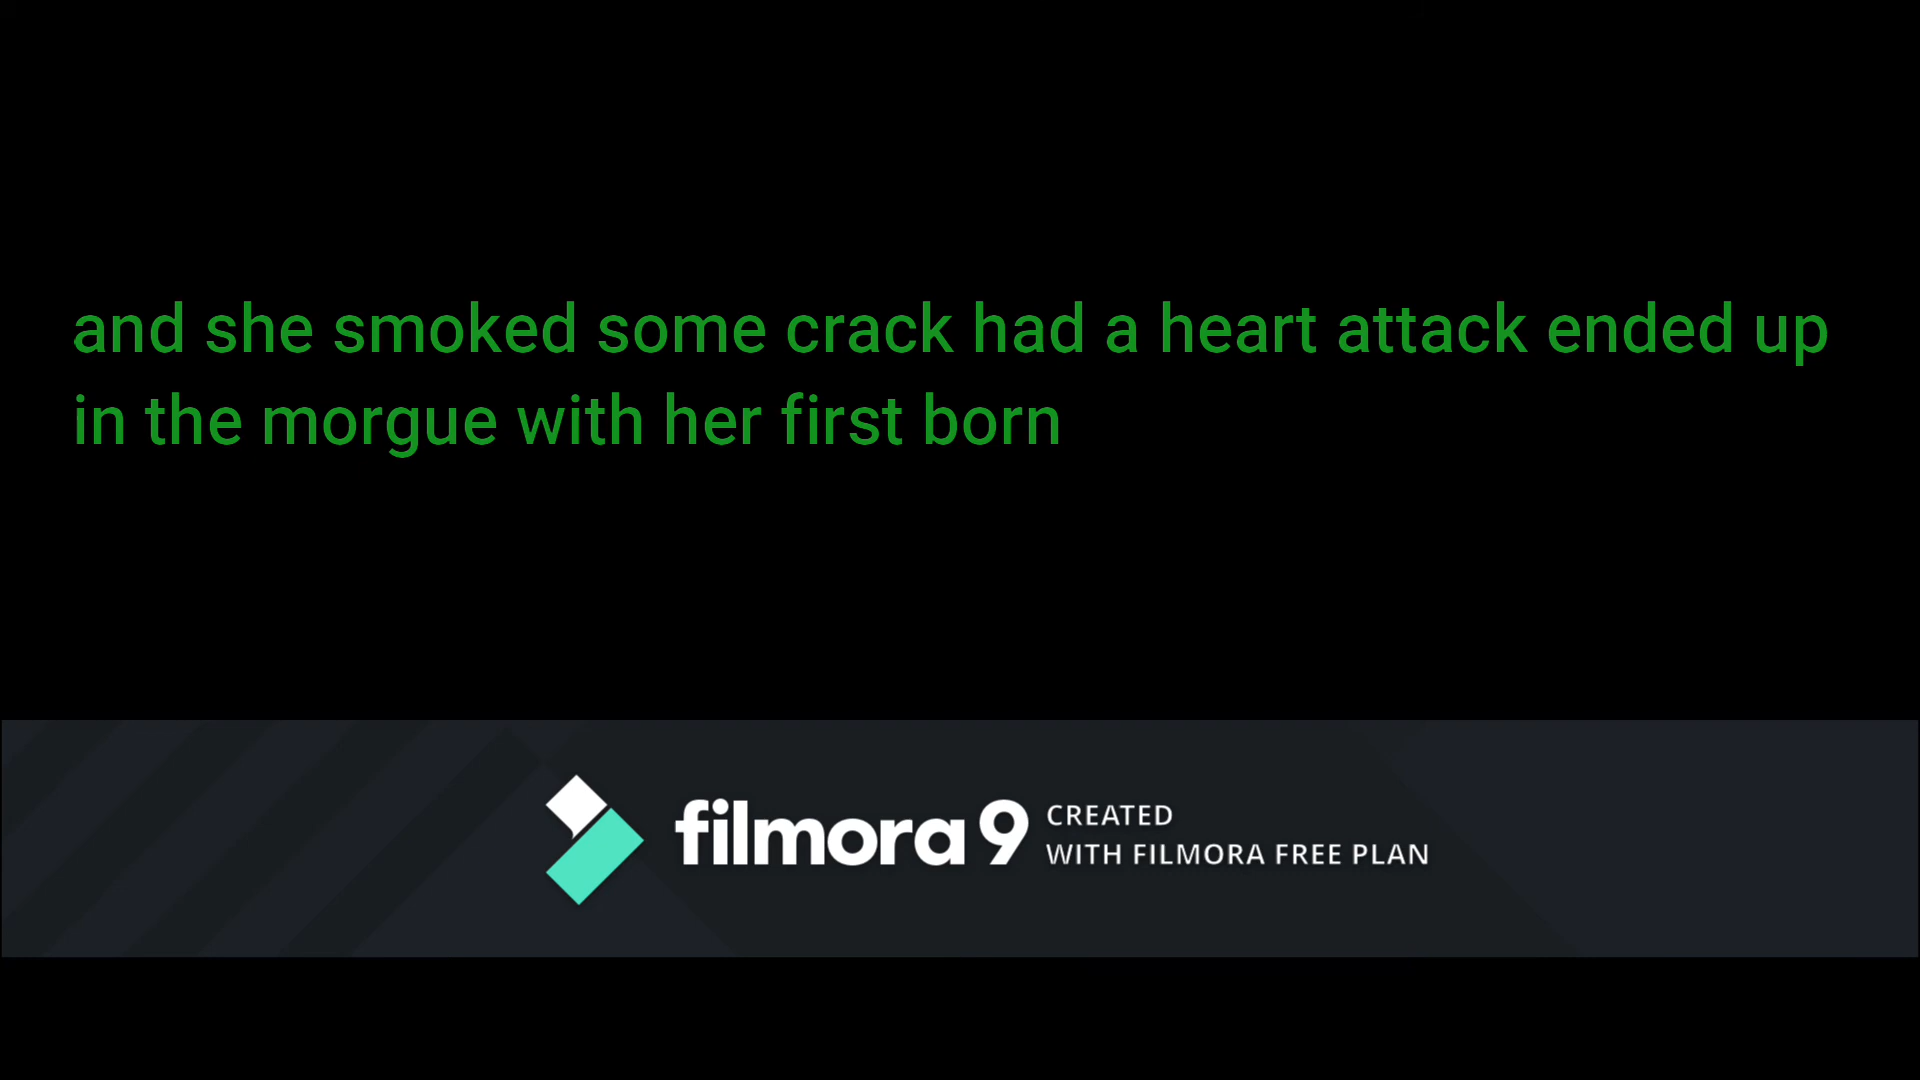 and she smoked some crack had a heart attack ended up
in the morgue with her first born
filmora 9 CREATED
WITH FILMORA FREE PLAN